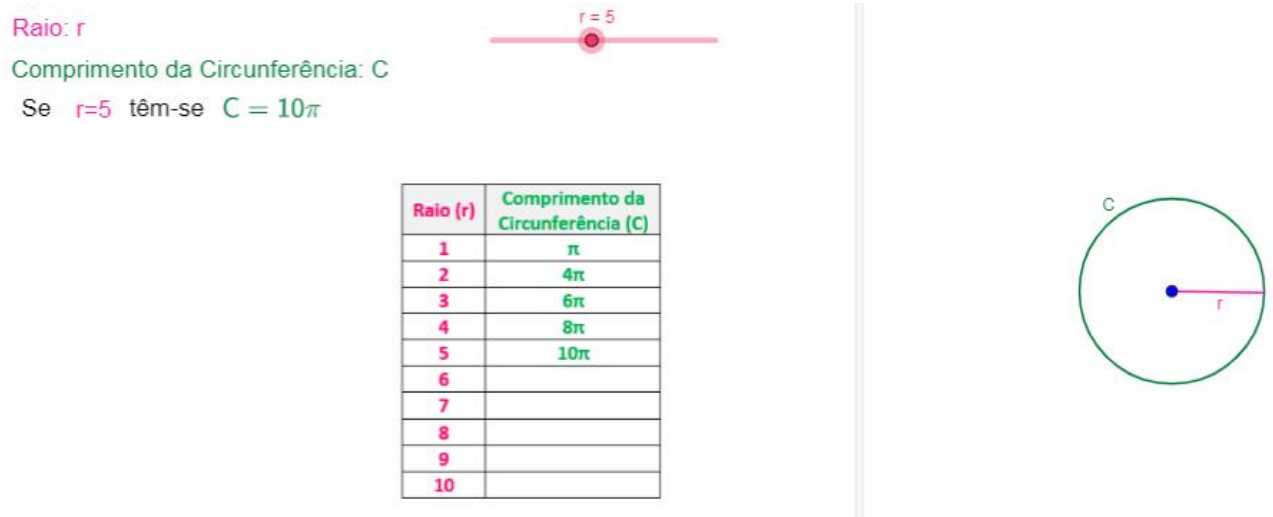 Raio: r
r = 5
Comprimento da Circunferência: C
Se r=5 têm-se C = 10π
Raio (r) Comprimento da
Circunferência (C)
1 π
2 4π
3 6π
4 8π
5 10π
6
7
8
9
10
C
r